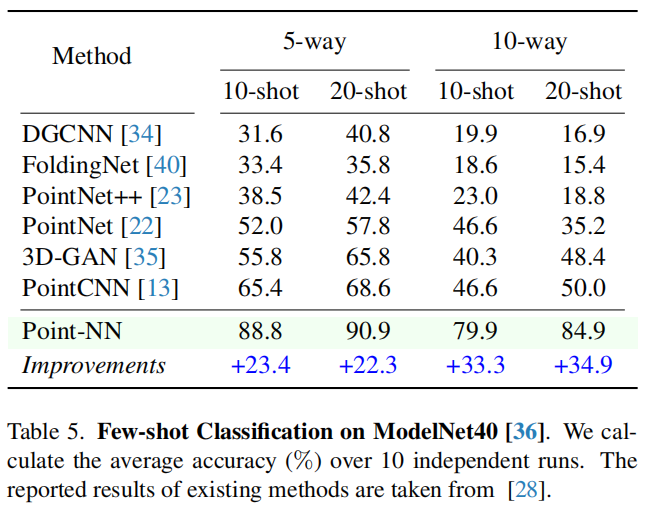 Method 5-way 10-way
10-shot 20-shot 10-shot 20-shot
DGCNN [34] 31.6 40.8 19.9 16.9
FoldingNet [40] 33.4 35.8 18.6 15.4
PointNet++ [23] 38.5 42.4 23.0 18.8
PointNet [22] 52.0 57.8 46.6 35.2
3D-GAN [35] 55.8 65.8 40.3 48.4
PointCNN [13] 65.4 68.6 46.6 50.0
Point-NN 88.8 90.9 79.9 84.9
Improvements +23.4 +22.3 +33.3 +34.9
Table 5. Few-shot Classification on ModelNet40 [36]. We cal-
culate the average accuracy (%) over 10 independent runs. The
reported results of existing methods are taken from [28].